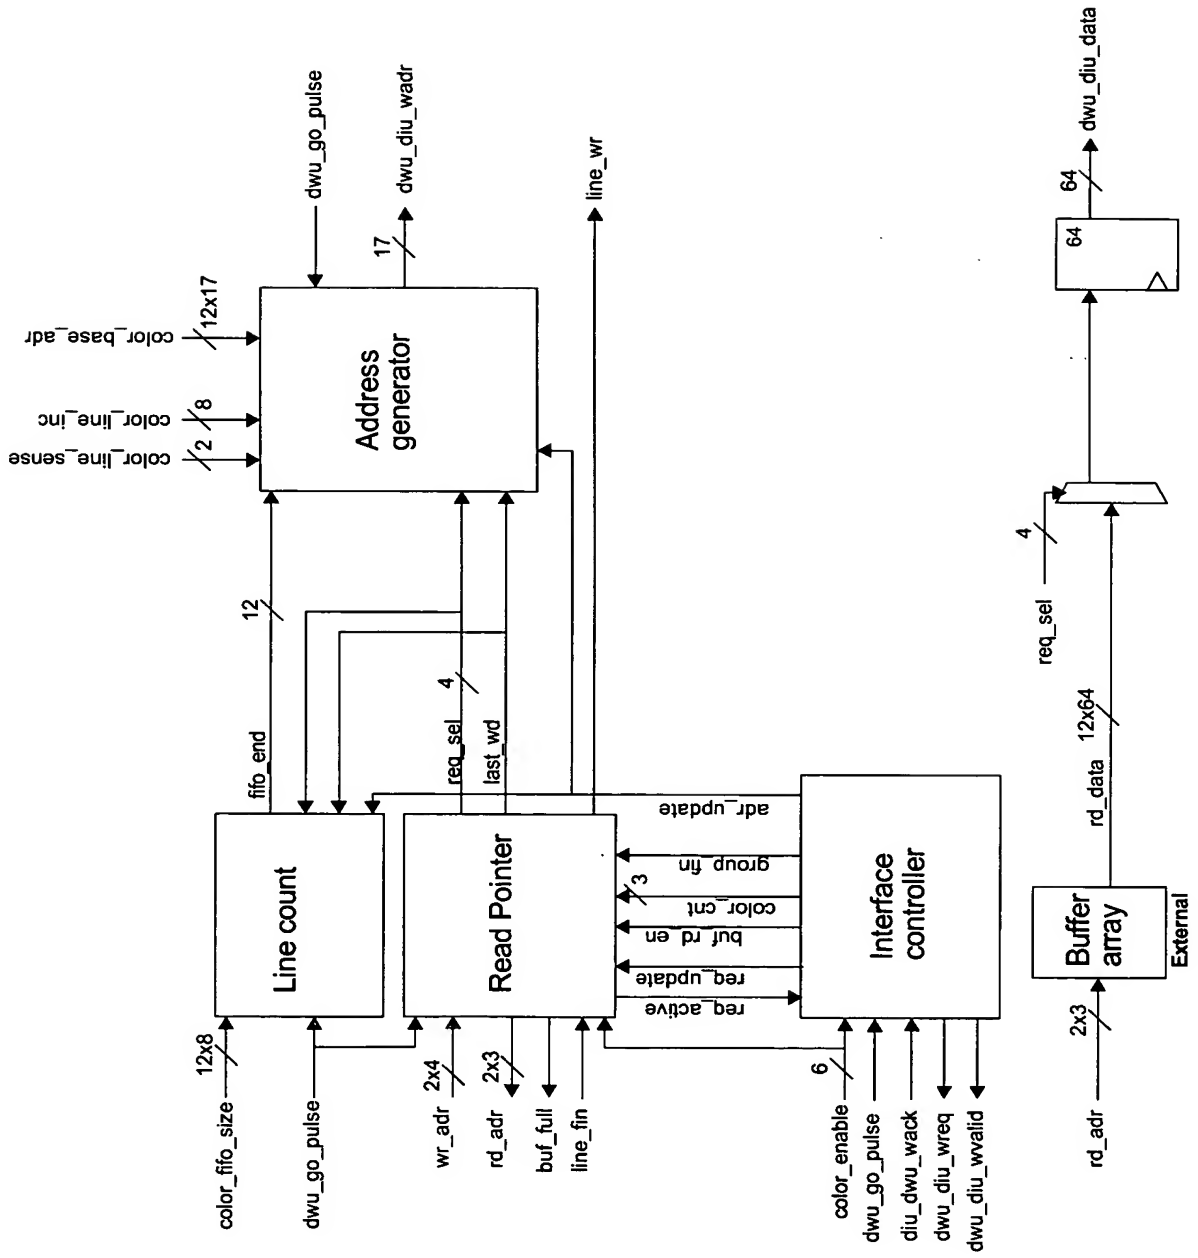 color_line_sense
2
color_line_inc
8
color_base_adr
12x17
dwu_go_pulse
Address
generator
17
dwu_diu_wadr
line_wr
12
fifo_end
4
req_sel
last_wd
color_fifo_size
12x8
dwu_go_pulse
Line count
wr_adr
2x4
rd_adr
2x3
buf_full
line_fin
Read Pointer
req_active
req_update
buf_rd_en
color_cnt
3
group_fin
adr_update
color_enable
6
dwu_go_pulse
diu_dwu_wack
dwu_diu_wreq
dwu_diu_wvalid
Interface
controller
rd_adr
2x3
Buffer
array
External
rd_data
12x64
req_sel
4
64
64
dwu_diu_data